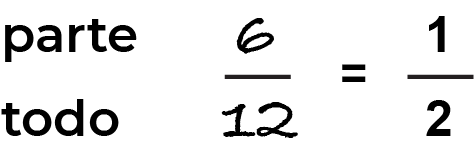 parte 6 = 1
todo 12 2